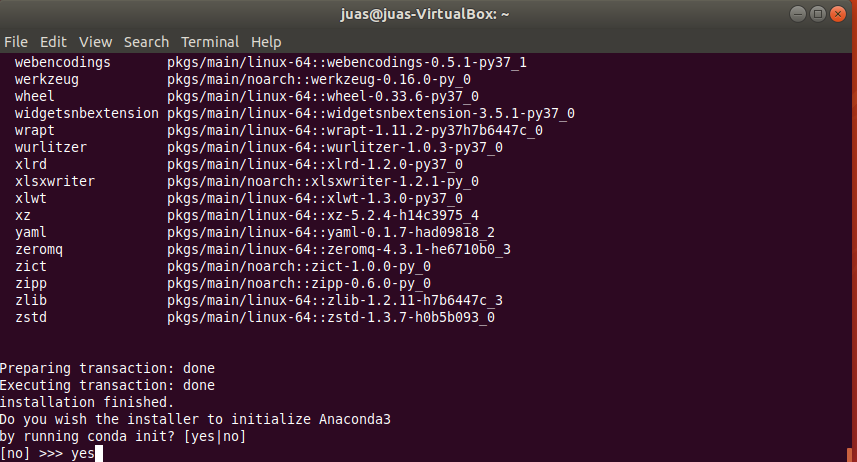 juas@juas-VirtualBox: ~
File Edit View Search Terminal Help
webencodings pkgs/main/linux-64::webencodings-0.5.1-py37_1
werkzeug pkgs/main/noarch::werkzeug-0.16.0-py_0
wheel pkgs/main/linux-64::wheel-0.33.6-py37_0
widgetsnbextension pkgs/main/linux-64::widgetsnbextension-3.5.1-py37_0
wrapt pkgs/main/linux-64::wrapt-1.11.2-py37h7b6447c_0
wurlitzer pkgs/main/linux-64::wurlitzer-1.0.3-py37_0
xlrd pkgs/main/linux-64::xlrd-1.2.0-py37_0
xlsxwriter pkgs/main/noarch::xlsxwriter-1.2.1-py_0
xlwt pkgs/main/linux-64::xlwt-1.3.0-py37_0
xz pkgs/main/linux-64::xz-5.2.4-h14c3975_4
yaml pkgs/main/linux-64::yaml-0.1.7-had09818_2
zeromq pkgs/main/linux-64::zeromq-4.3.1-he6710b0_3
zict pkgs/main/noarch::zict-1.0.0-py_0
zipp pkgs/main/noarch::zipp-0.6.0-py_0
zlib pkgs/main/linux-64::zlib-1.2.11-h7b6447c_3
zstd pkgs/main/linux-64::zstd-1.3.7-h0b5b093_0
Preparing transaction: done
Executing transaction: done
installation finished.
Do you wish the installer to initialize Anaconda3
by running conda init? [yes|no]
[no] >>> yes